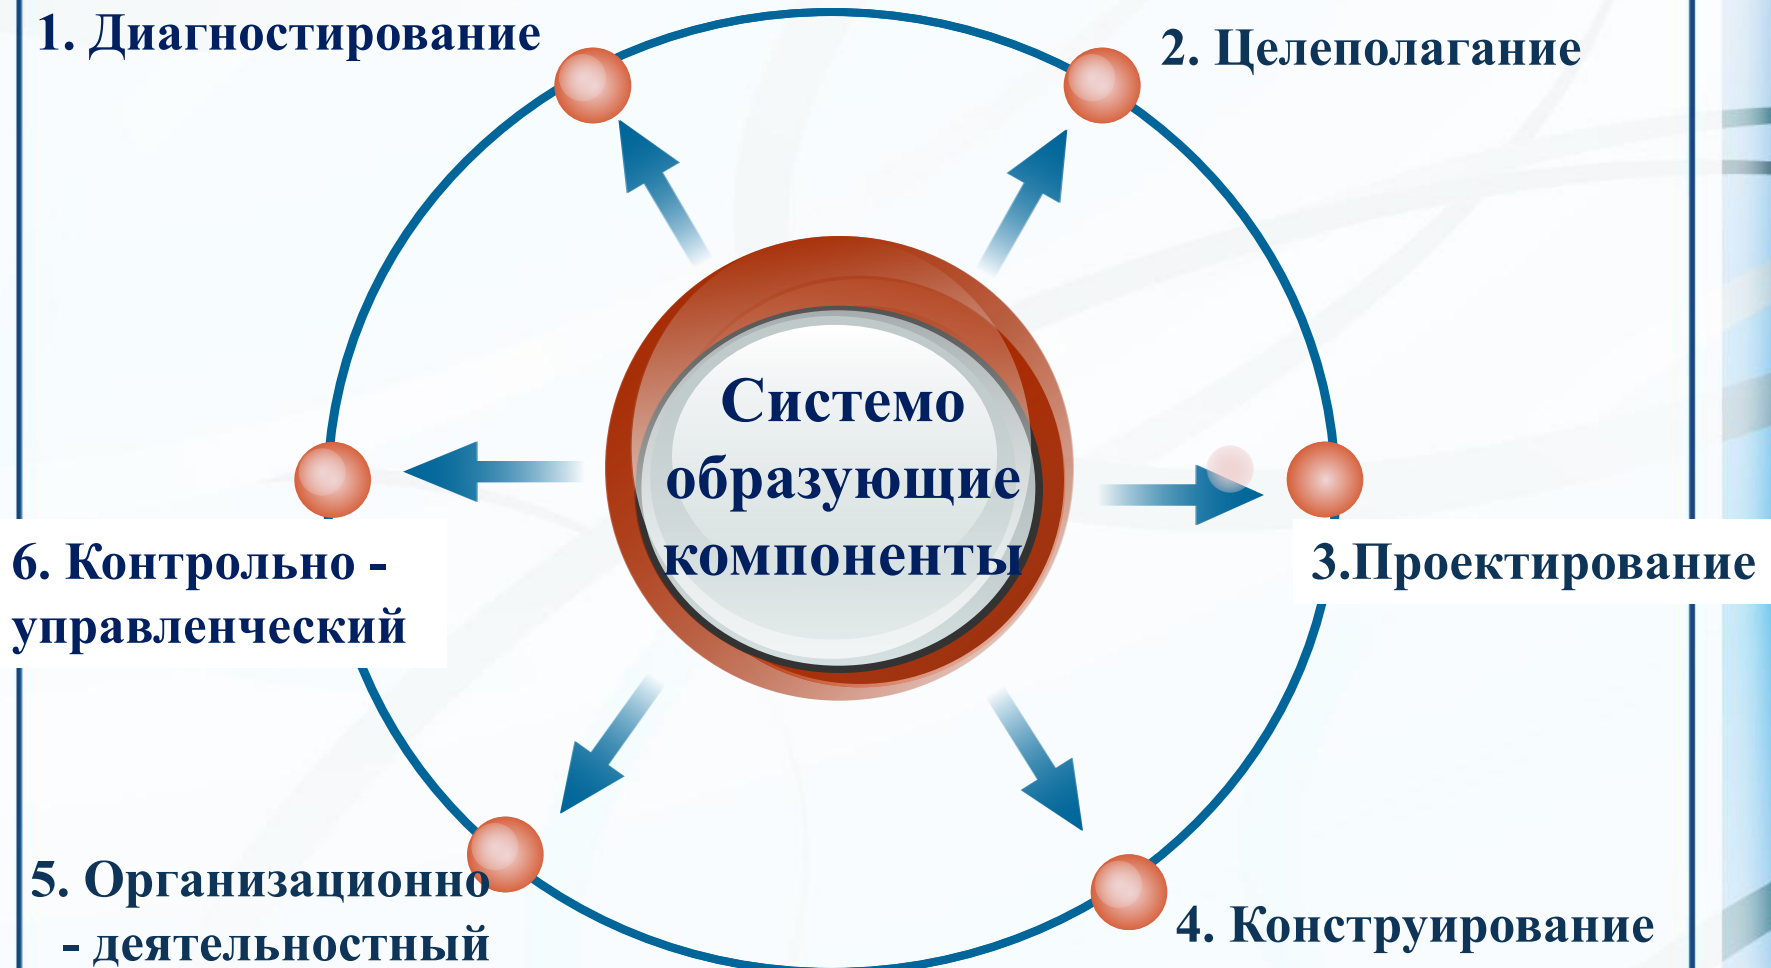 1. Диагностирование
2. Целеполагание
Системо
образующие
компоненты
3.Проектирование
6. Контрольно -
управленческий
5. Организационно
- деятельностный
4. Конструирование